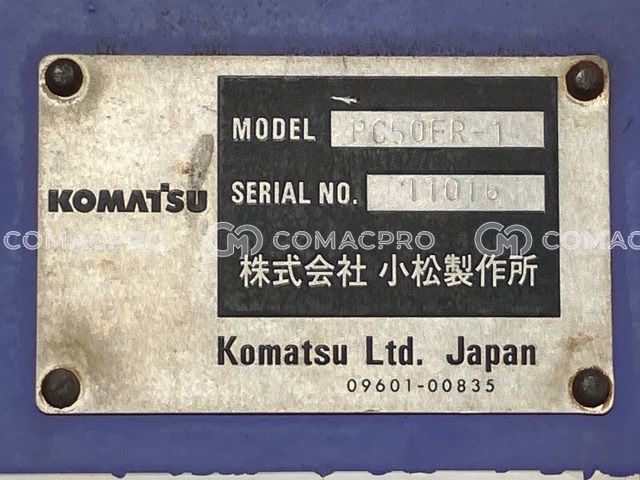 MODEL PC50FR-1
SERIAL NO. 11016
KOMATSU
COMACPRO COMACPRO COMACPRO
株式会社 小松製作所
Komatsu Ltd. Japan
09601-00835